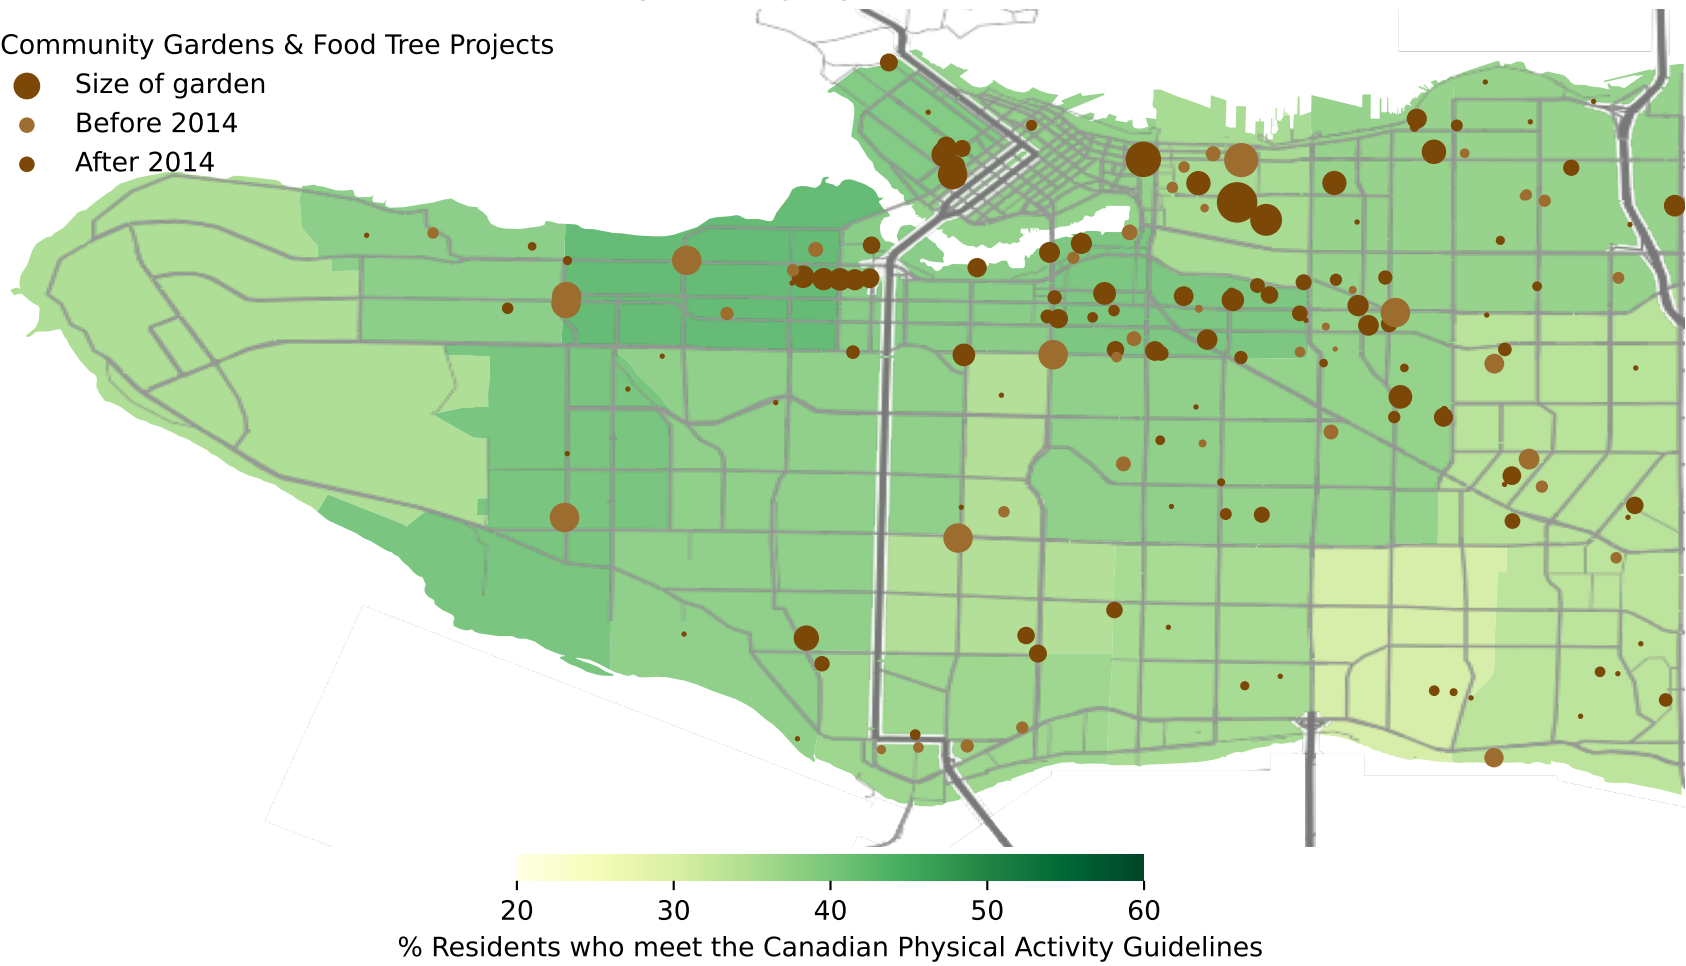 Community Gardens & Food Tree Projects
Size of garden
Before 2014
After 2014
20 30 40 50 60
% Residents who meet the Canadian Physical Activity Guidelines